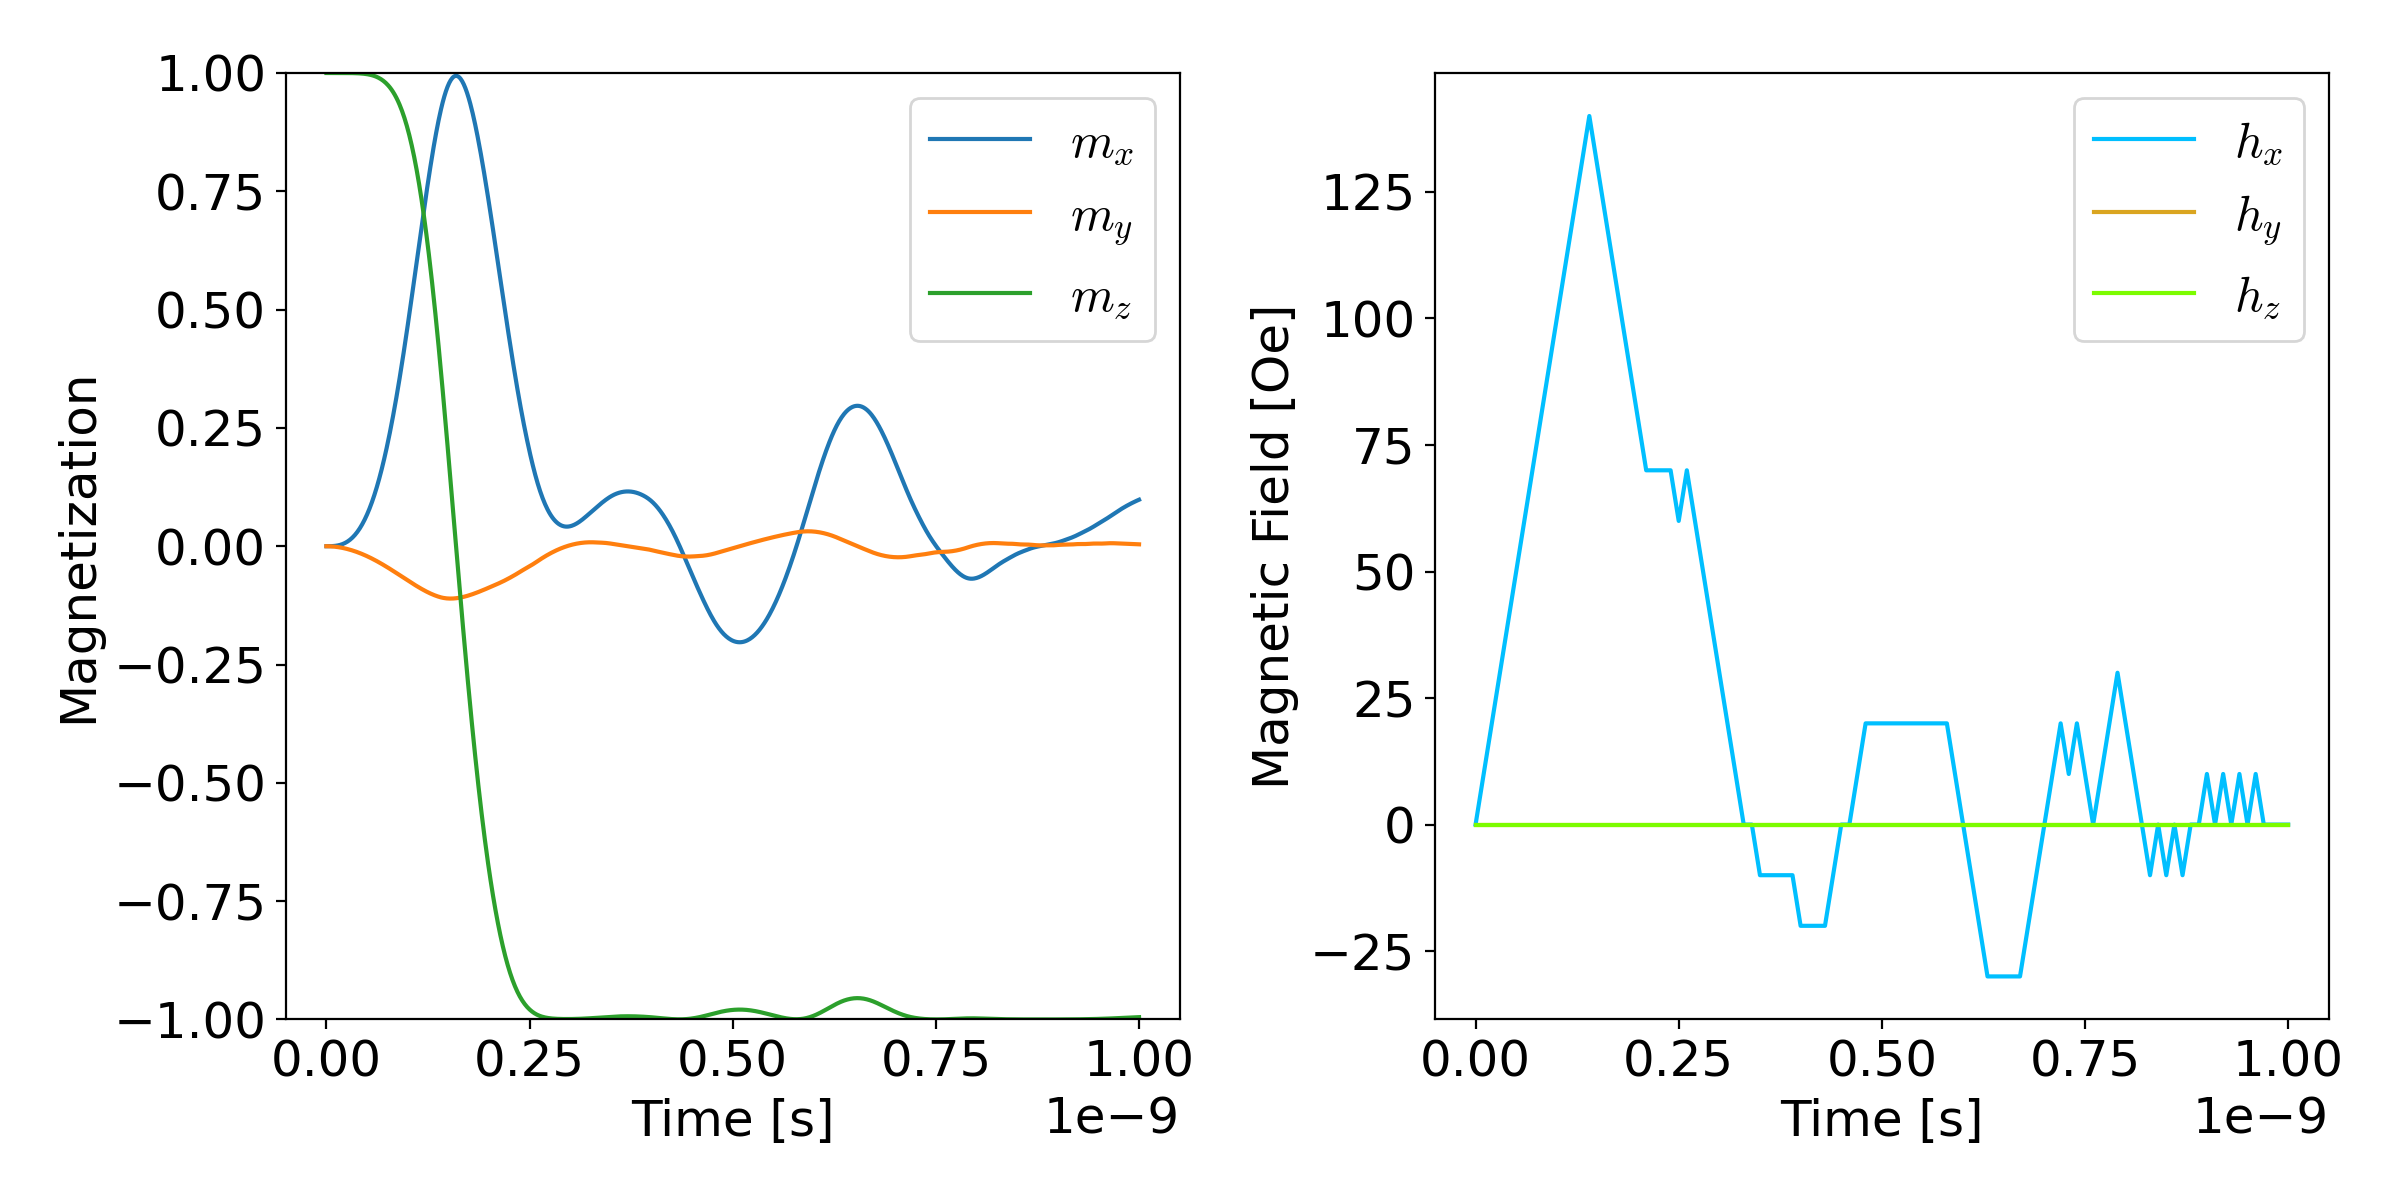 1.00
0.75
0.50
0.25
0.00
−0.25
−0.50
−0.75
−1.00
Magnetization
0.00 0.25 0.50 0.75 1.00
Time [s]
1e−9
m_x
m_y
m_z
125
100
75
50
25
0
−25
Magnetic Field [Oe]
0.00 0.25 0.50 0.75 1.00
Time [s]
1e−9
h_x
h_y
h_z